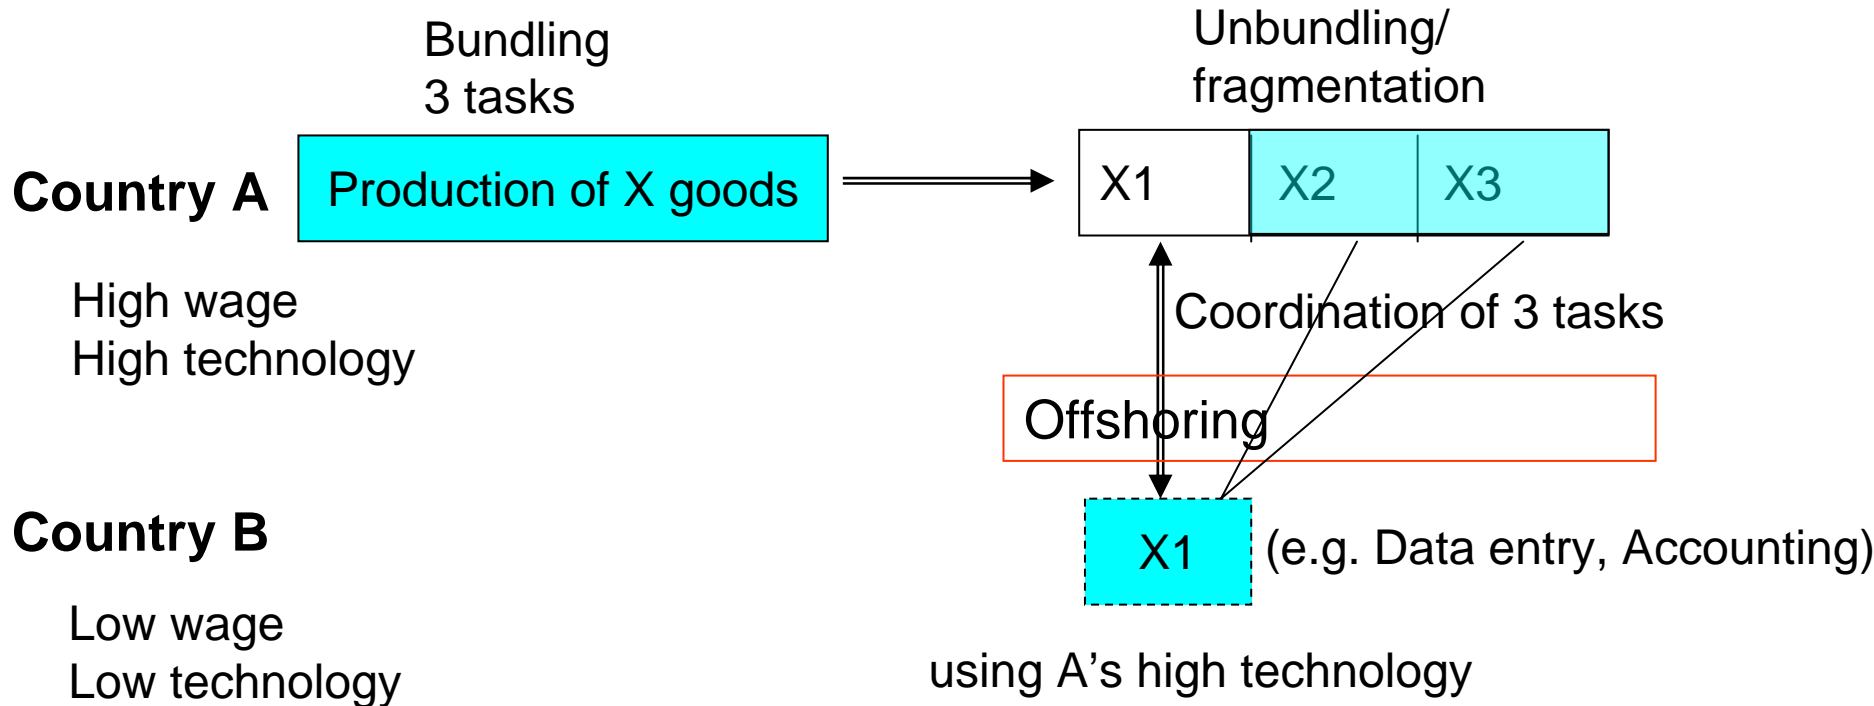 Bundling
3 tasks
Unbundling/
fragmentation
Country A
Production of X goods
X1
X2
X3
High wage
High technology
Coordination of 3 tasks
Offshoring
Country B
X1
(e.g. Data entry, Accounting)
Low wage
Low technology
using A's high technology